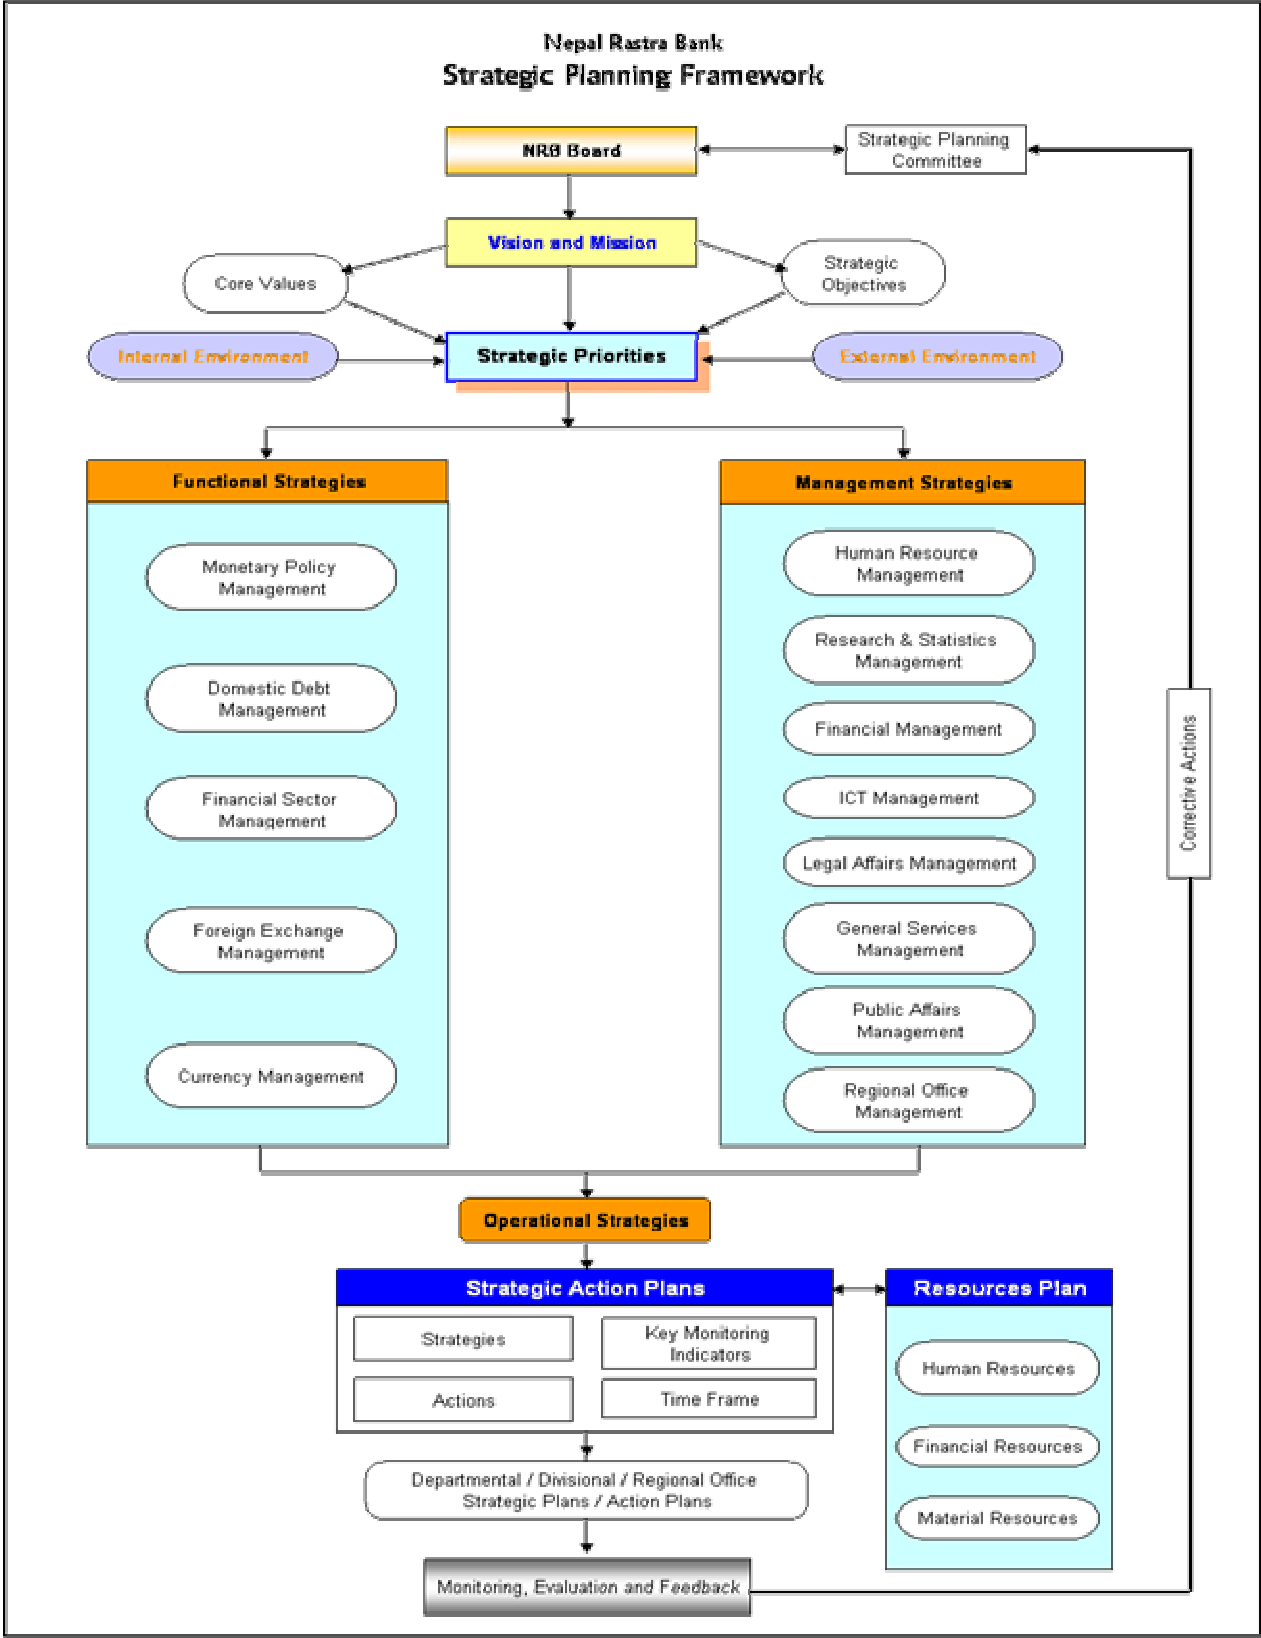 Nepal Rastra Bank
Strategic Planning Framework
NRB Board
Strategic Planning
Committee
Vision and Mission
Core Values
Strategic
Objectives
Internal Environment
Strategic Priorities
External Environment
Functional Strategies
Monetary Policy
Management
Domestic Debt
Management
Financial Sector
Management
Foreign Exchange
Management
Currency Management
Management Strategies
Human Resource
Management
Research & Statistics
Management
Financial Management
ICT Management
Legal Affairs Management
General Services
Management
Public Affairs
Management
Regional Office
Management
Corrective Actions
Operational Strategies
Strategic Action Plans
Strategies
Key Monitoring
Indicators
Actions
Time Frame
Resources Plan
Human Resources
Financial Resources
Material Resources
Departmental / Divisional / Regional Office
Strategic Plans / Action Plans
Monitoring, Evaluation and Feedback